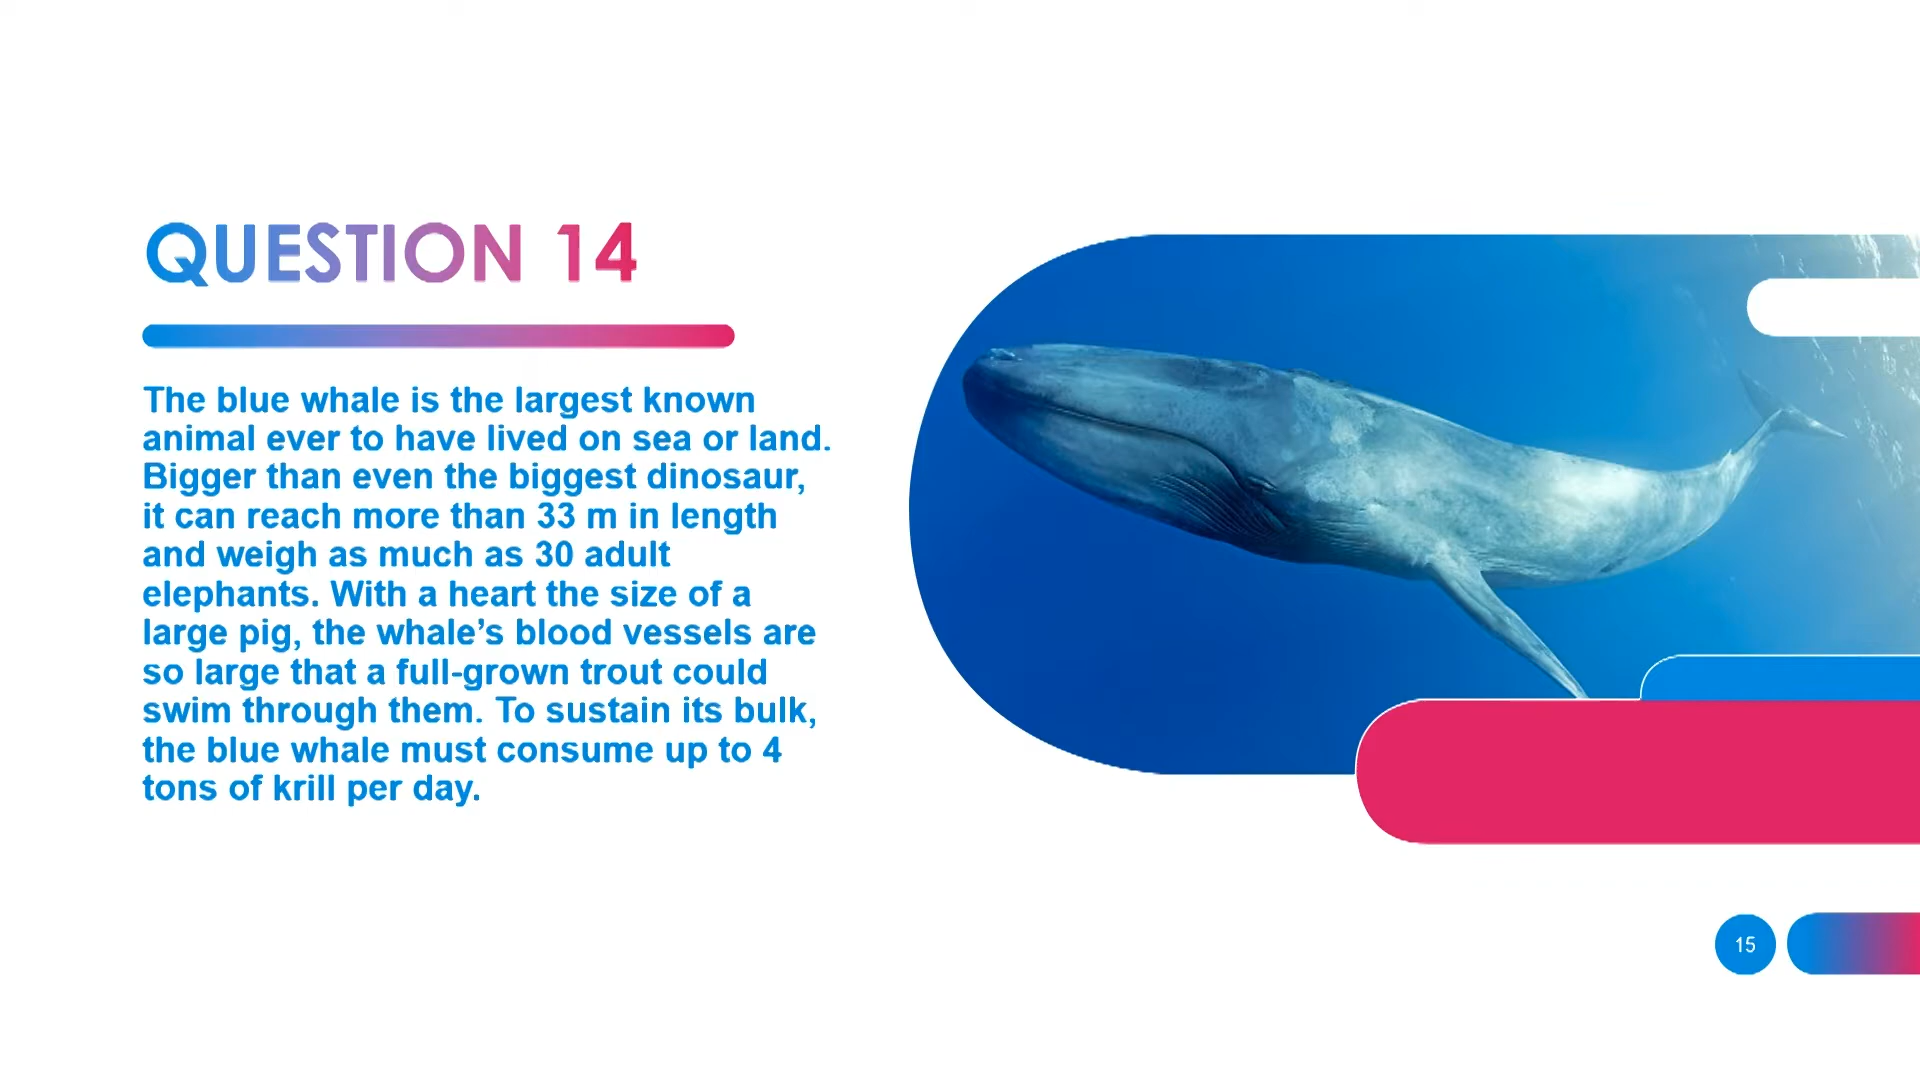 QUESTION 14
The blue whale is the largest known
animal ever to have lived on sea or land.
Bigger than even the biggest dinosaur,
it can reach more than 33 m in length
and weigh as much as 30 adult
elephants. With a heart the size of a
large pig, the whale’s blood vessels are
so large that a full-grown trout could
swim through them. To sustain its bulk,
the blue whale must consume up to 4
tons of krill per day.
15